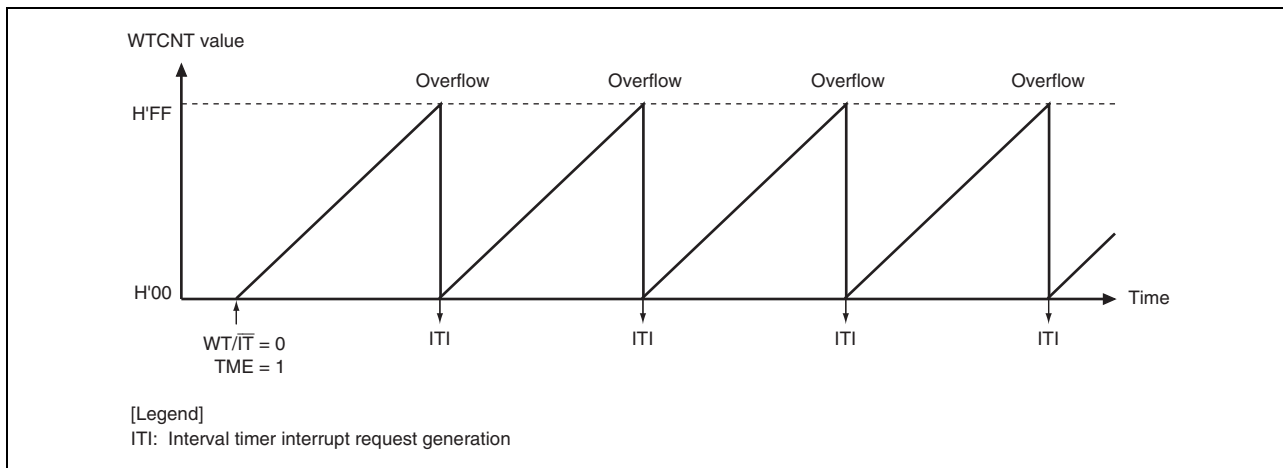 WTCNT value
Overflow Overflow Overflow Overflow
H'FF
H'00
Time
WT/I̅T̅ = 0
TME = 1
ITI ITI ITI ITI
[Legend]
ITI: Interval timer interrupt request generation